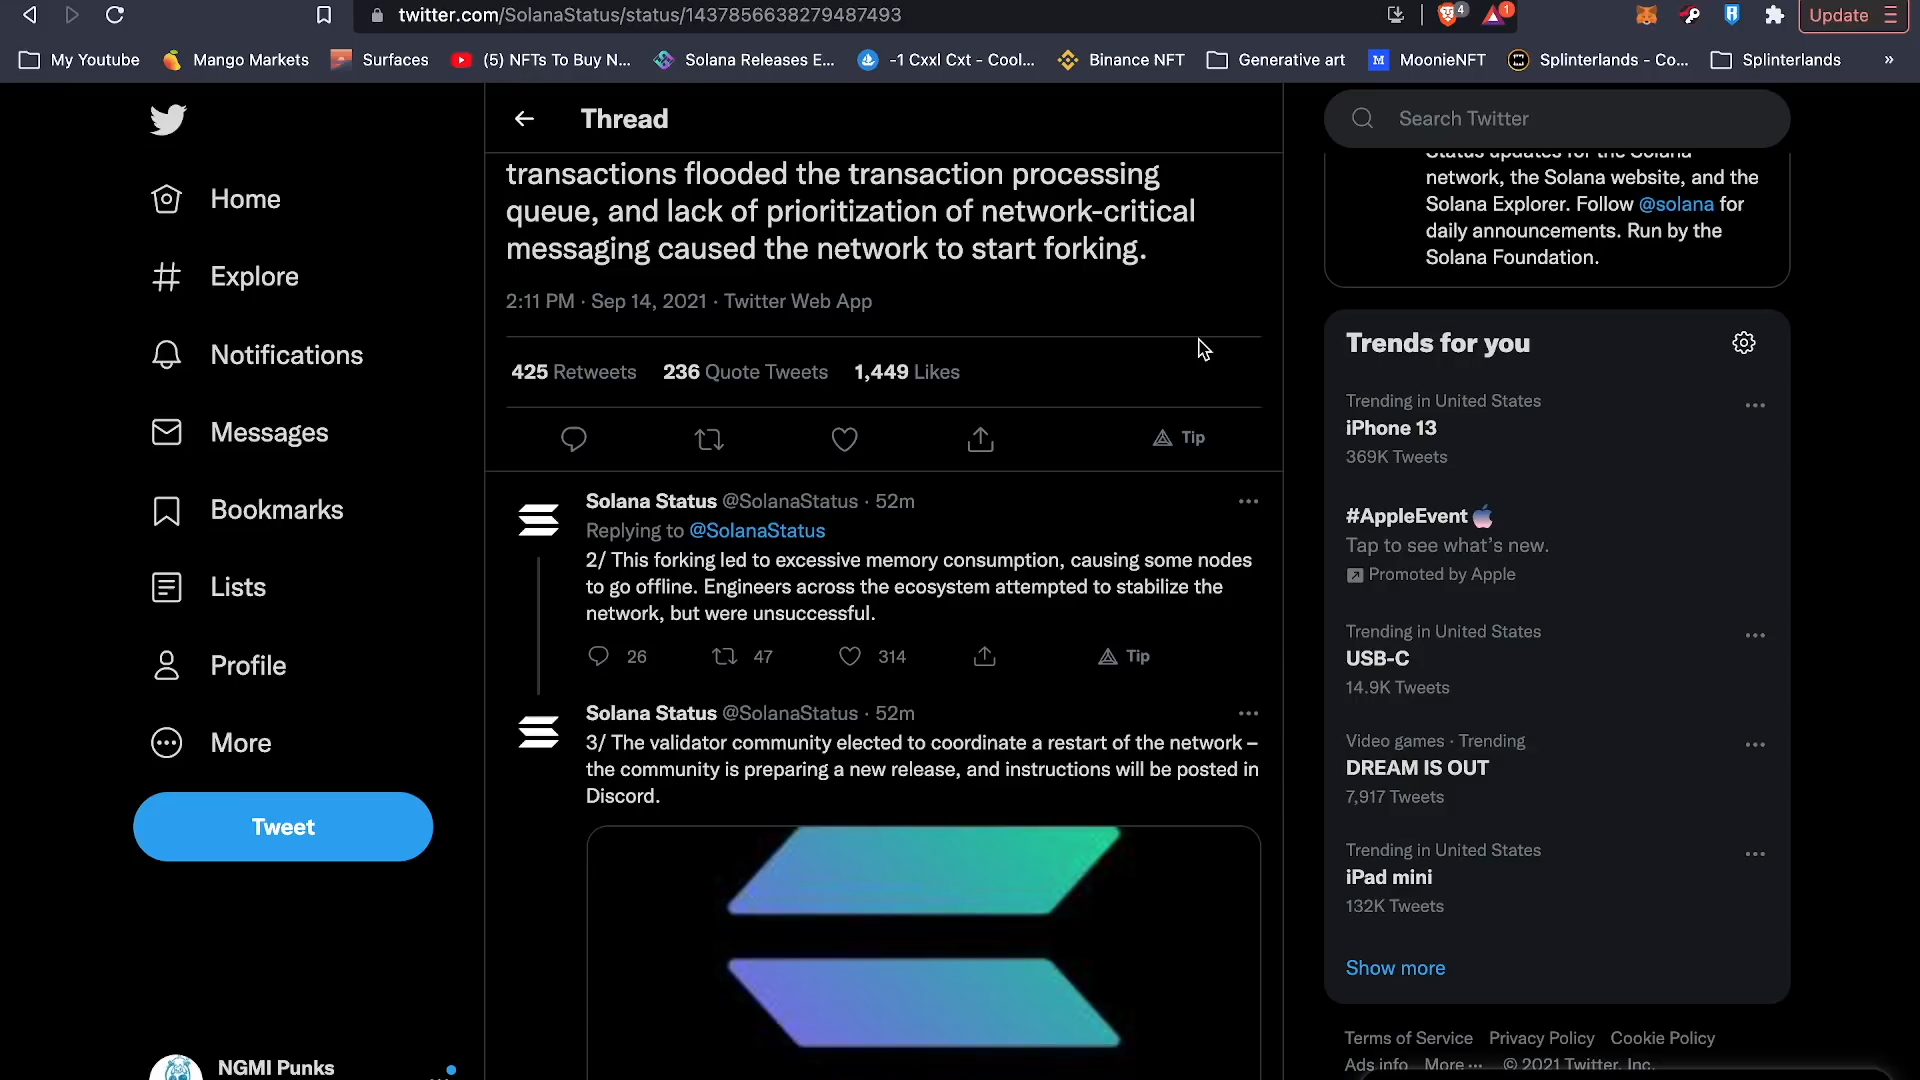 twitter.com/SolanaStatus/status/1437856638279487493
4
1
Update
My Youtube
Mango Markets
Surfaces
(5) NFTs To Buy N...
Solana Releases E...
-1 Cxxl Cxt - Cool...
Binance NFT
Generative art
M
MoonieNFT
Splinterlands - Co...
Splinterlands
»
Home
Explore
Notifications
Messages
Bookmarks
Lists
Profile
More
Tweet
NGMI Punks
Thread
transactions flooded the transaction processing
queue, and lack of prioritization of network-critical
messaging caused the network to start forking.
2:11 PM · Sep 14, 2021 · Twitter Web App
425 Retweets 236 Quote Tweets 1,449 Likes
Tip
Solana Status @SolanaStatus · 52m
Replying to @SolanaStatus
2/ This forking led to excessive memory consumption, causing some nodes
to go offline. Engineers across the ecosystem attempted to stabilize the
network, but were unsuccessful.
26
47
314
Tip
Solana Status @SolanaStatus · 52m
3/ The validator community elected to coordinate a restart of the network –
the community is preparing a new release, and instructions will be posted in
Discord.
Search Twitter
Status updates for the Solana
network, the Solana website, and the
Solana Explorer. Follow @solana for
daily announcements. Run by the
Solana Foundation.
Trends for you
Trending in United States
iPhone 13
369K Tweets
#AppleEvent
Tap to see what's new.
Promoted by Apple
Trending in United States
USB-C
14.9K Tweets
Video games · Trending
DREAM IS OUT
7,917 Tweets
Trending in United States
iPad mini
132K Tweets
Show more
Terms of Service Privacy Policy Cookie Policy
Ads info More ··· © 2021 Twitter, Inc.